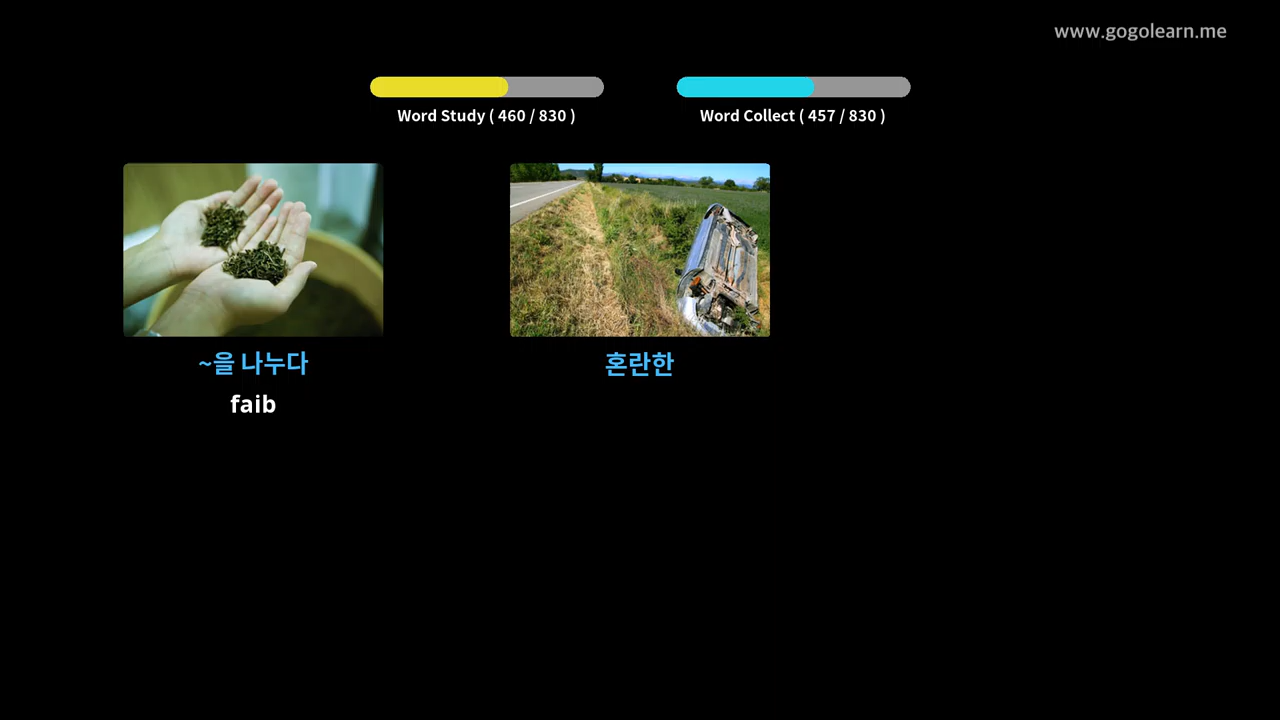 www.gogolearn.me
Word Study ( 460 / 830 )
Word Collect ( 457 / 830 )
~을 나누다
혼란한
faib